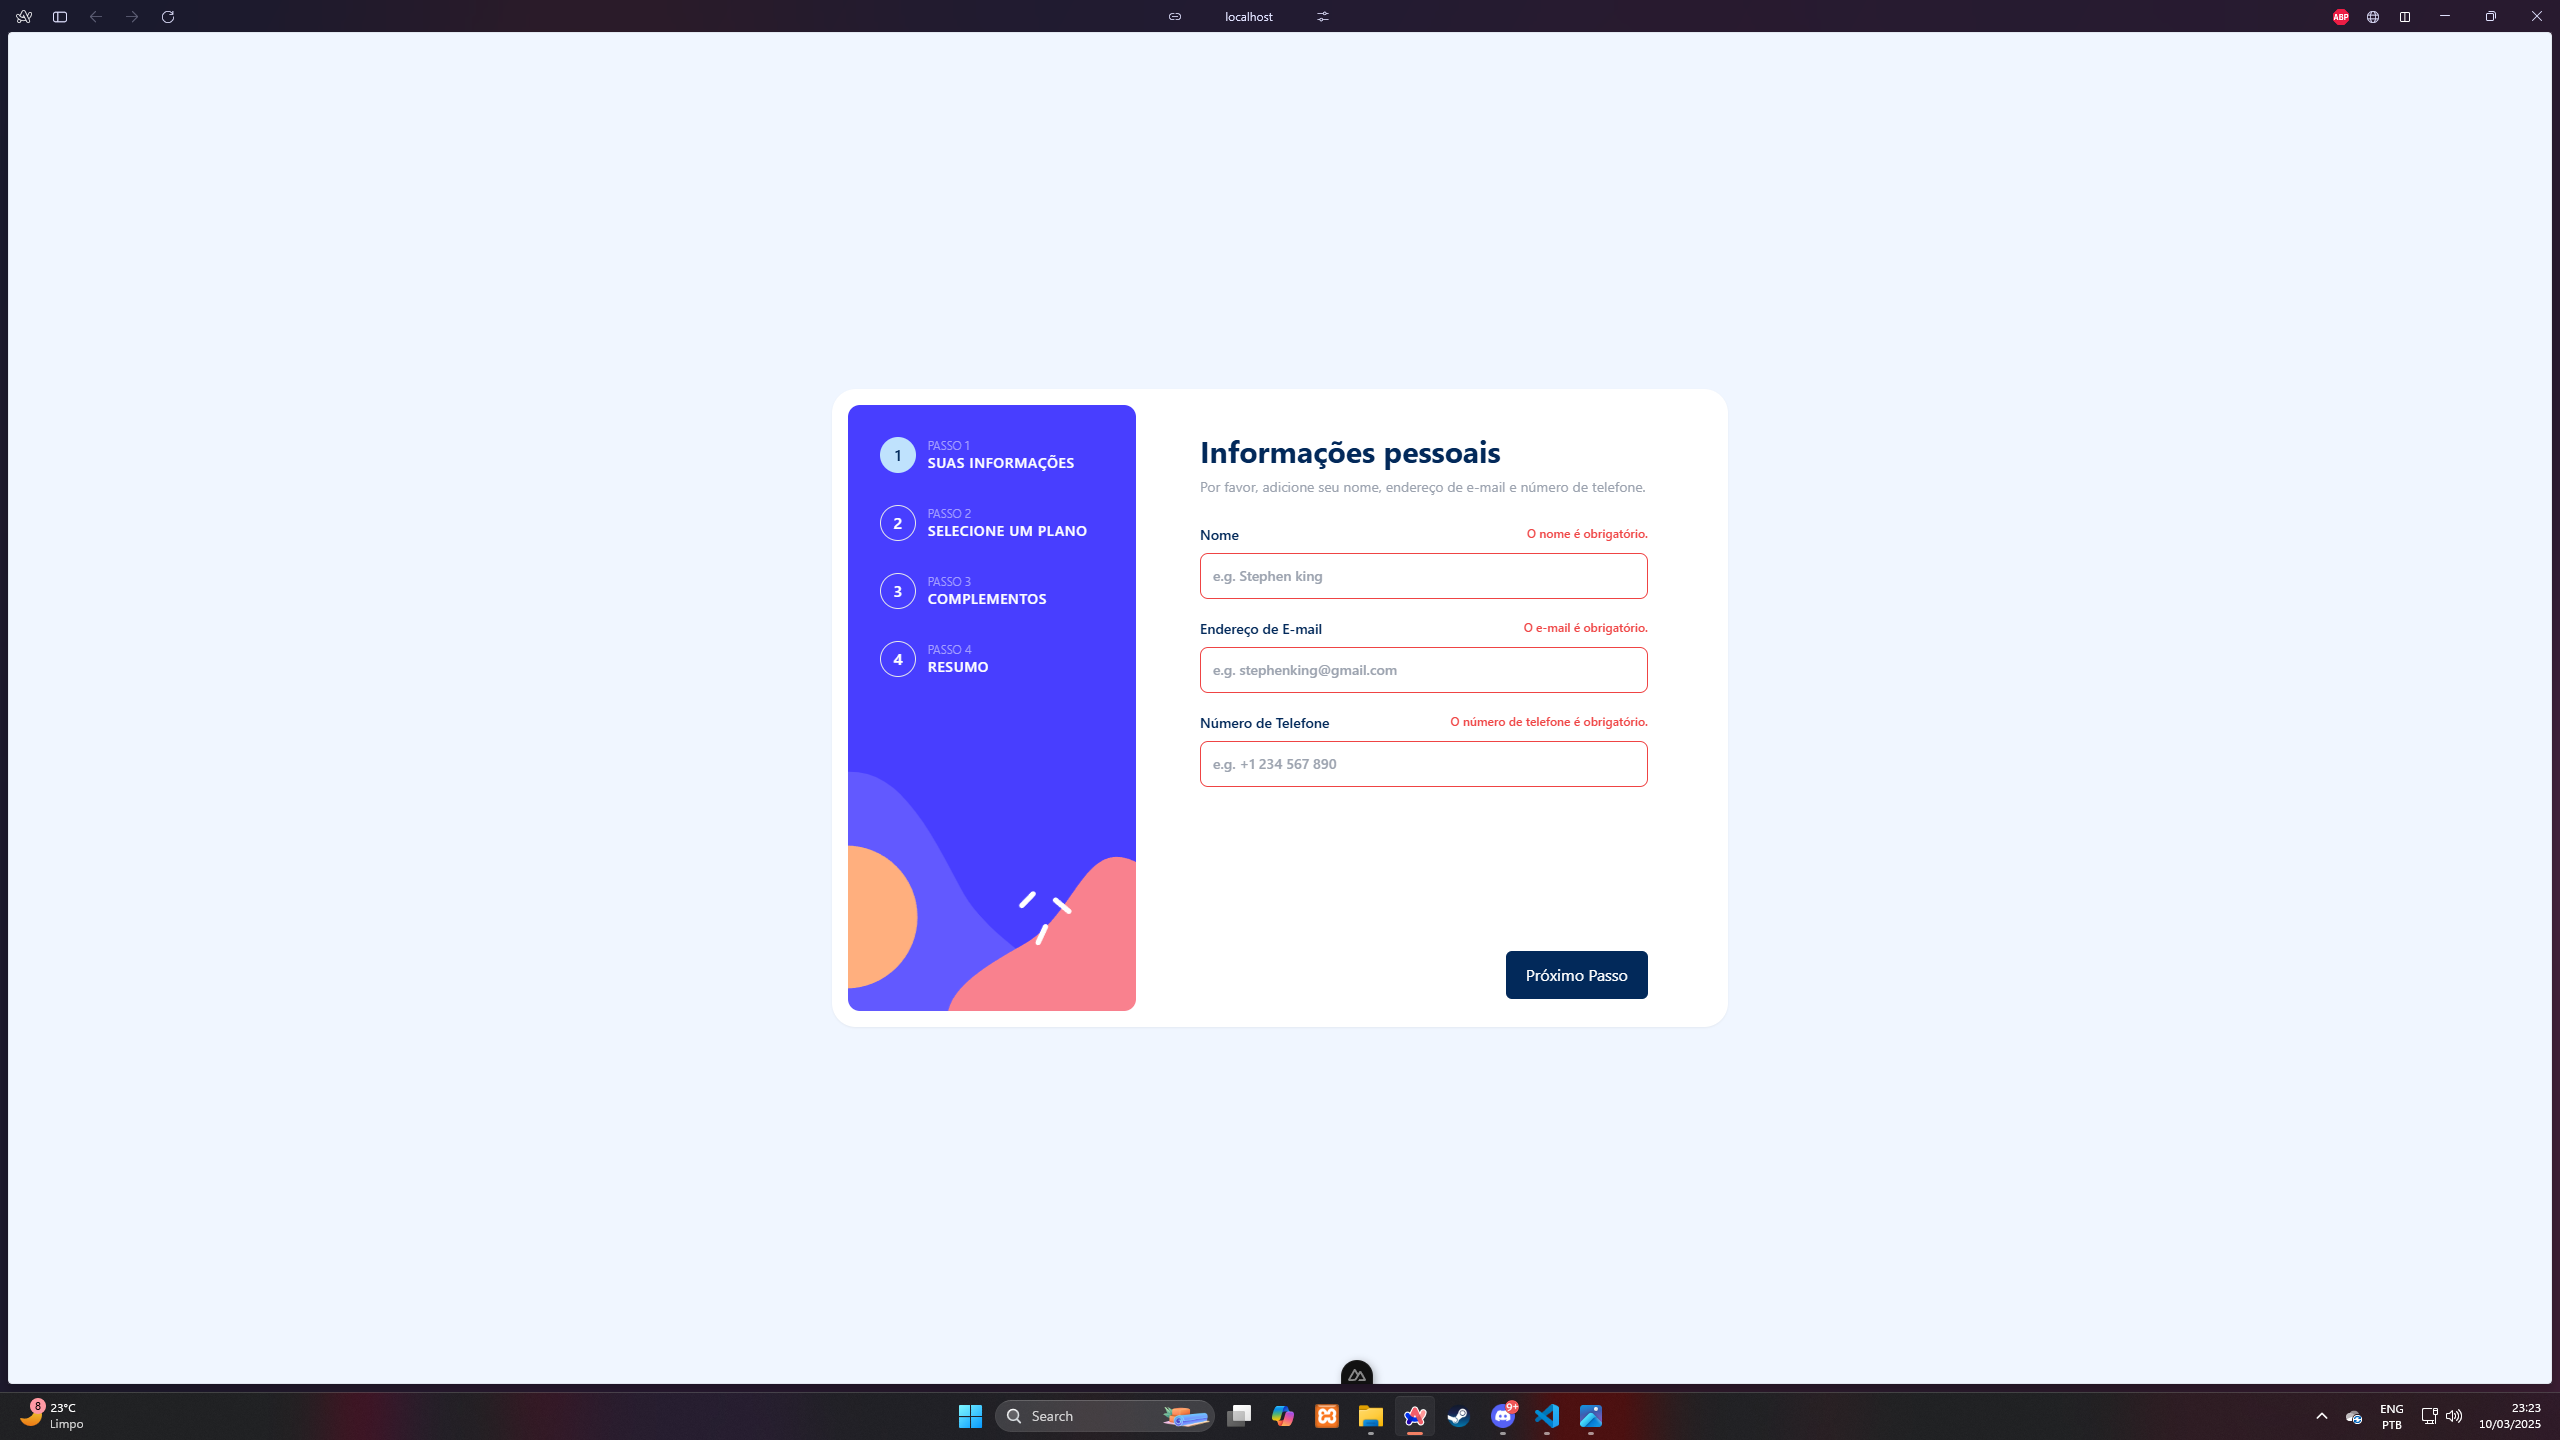 localhost
ABP
1
PASSO 1
SUAS INFORMAÇÕES
2
PASSO 2
SELECIONE UM PLANO
3
PASSO 3
COMPLEMENTOS
4
PASSO 4
RESUMO
Informações pessoais
Por favor, adicione seu nome, endereço de e-mail e número de telefone.
Nome
O nome é obrigatório.
e.g. Stephen king
Endereço de E-mail
O e-mail é obrigatório.
e.g. stephenking@gmail.com
Número de Telefone
O número de telefone é obrigatório.
e.g. +1 234 567 890
Próximo Passo
8
23°C
Limpo
Search
9+
ENG
PTB
23:23
10/03/2025